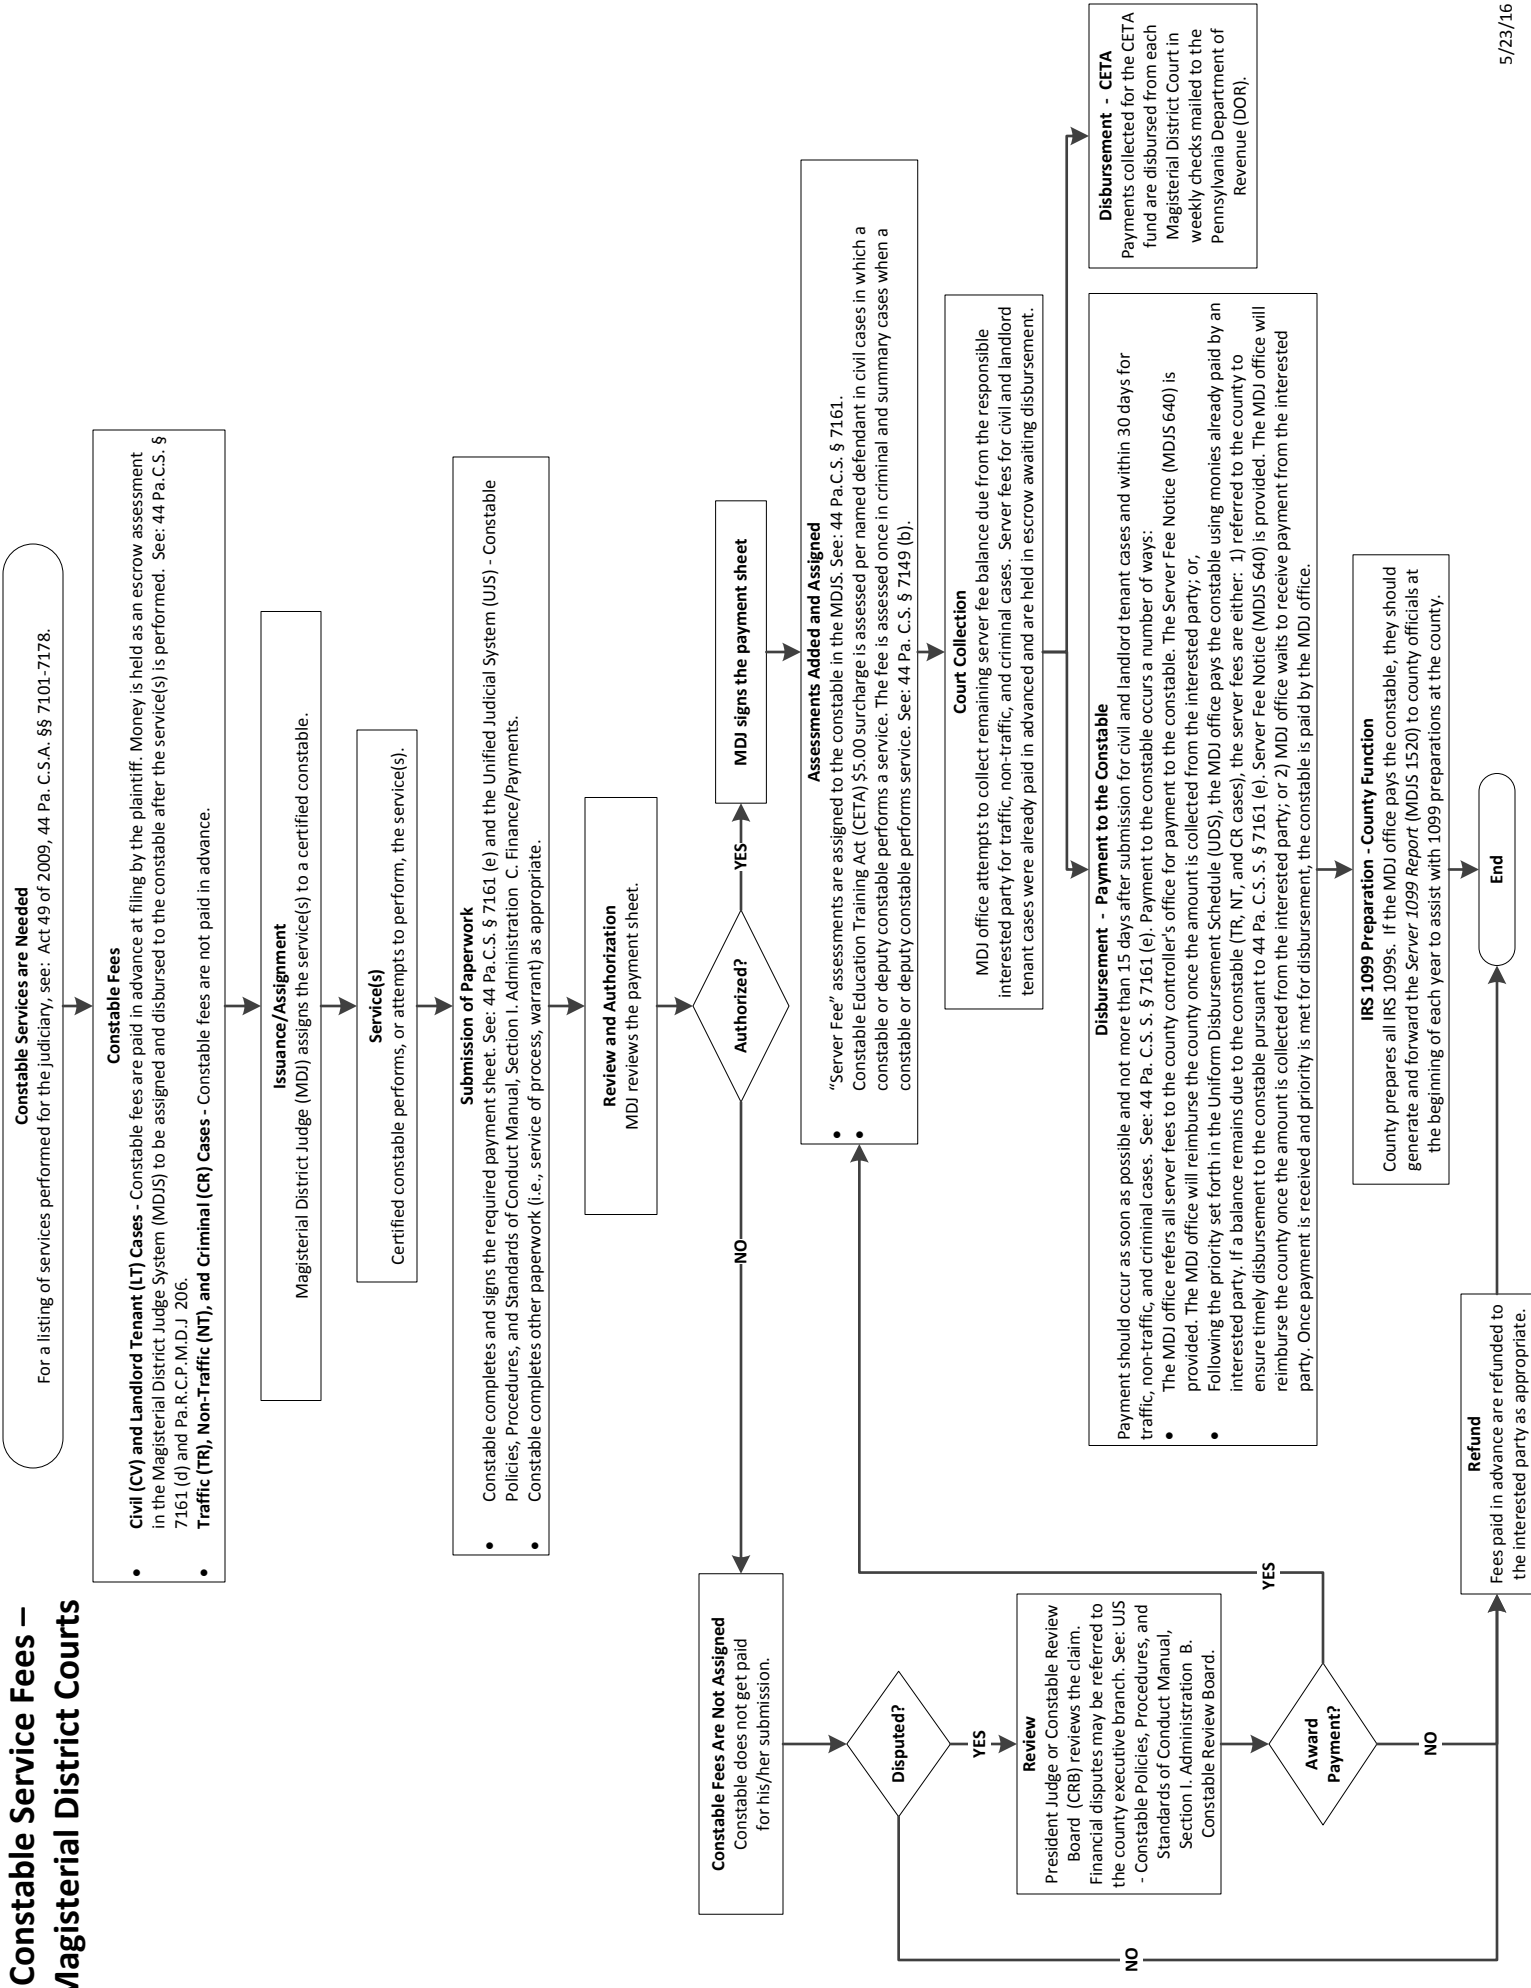 Constable Service Fees –
Magisterial District Courts
Constable Services are Needed
For a listing of services performed for the judiciary, see: Act 49 of 2009, 44 Pa. C.S.A. §§ 7101-7178.
Constable Fees
• Civil (CV) and Landlord Tenant (LT) Cases - Constable fees are paid in advance at filing by the plaintiff. Money is held as an escrow assessment
in the Magisterial District Judge System (MDJS) to be assigned and disbursed to the constable after the service(s) is performed. See: 44 Pa.C.S. §
7161 (d) and Pa.R.C.P.M.D.J 206.
• Traffic (TR), Non-Traffic (NT), and Criminal (CR) Cases - Constable fees are not paid in advance.
Issuance/Assignment
Magisterial District Judge (MDJ) assigns the service(s) to a certified constable.
Service(s)
Certified constable performs, or attempts to perform, the service(s).
Submission of Paperwork
• Constable completes and signs the required payment sheet. See: 44 Pa.C.S. § 7161 (e) and the Unified Judicial System (UJS) - Constable
Policies, Procedures, and Standards of Conduct Manual, Section I. Administration C. Finance/Payments.
• Constable completes other paperwork (i.e., service of process, warrant) as appropriate.
Review and Authorization
MDJ reviews the payment sheet.
Authorized?
YES
NO
MDJ signs the payment sheet
Constable Fees Are Not Assigned
Constable does not get paid
for his/her submission.
Assessments Added and Assigned
• "Server Fee" assessments are assigned to the constable in the MDJS. See: 44 Pa.C.S. § 7161.
• Constable Education Training Act (CETA) $5.00 surcharge is assessed per named defendant in civil cases in which a
constable or deputy constable performs a service. The fee is assessed once in criminal and summary cases when a
constable or deputy constable performs service. See: 44 Pa. C.S. § 7149 (b).
Disputed?
YES
NO
Court Collection
MDJ office attempts to collect remaining server fee balance due from the responsible
interested party for traffic, non-traffic, and criminal cases. Server fees for civil and landlord
tenant cases were already paid in advanced and are held in escrow awaiting disbursement.
Review
President Judge or Constable Review
Board (CRB) reviews the claim.
Financial disputes may be referred to
the county executive branch. See: UJS
- Constable Policies, Procedures, and
Standards of Conduct Manual,
Section I. Administration B.
Constable Review Board.
Disbursement - Payment to the Constable
Payment should occur as soon as possible and not more than 15 days after submission for civil and landlord tenant cases and within 30 days for
traffic, non-traffic, and criminal cases. See: 44 Pa. C.S. S. § 7161 (e). Payment to the constable occurs a number of ways:
• The MDJ office refers all server fees to the county controller's office for payment to the constable. The Server Fee Notice (MDJS 640) is
provided. The MDJ office will reimburse the county once the amount is collected from the interested party; or,
• Following the priority set forth in the Uniform Disbursement Schedule (UDS), the MDJ office pays the constable using monies already paid by an
interested party. If a balance remains due to the constable (TR, NT, and CR cases), the server fees are either: 1) referred to the county to
ensure timely disbursement to the constable pursuant to 44 Pa. C.S. S. § 7161 (e). Server Fee Notice (MDJS 640) is provided. The MDJ office will
reimburse the county once the amount is collected from the interested party; or 2) MDJ office waits to receive payment from the interested
party. Once payment is received and priority is met for disbursement, the constable is paid by the MDJ office.
Disbursement - CETA
Payments collected for the CETA
fund are disbursed from each
Magisterial District Court in
weekly checks mailed to the
Pennsylvania Department of
Revenue (DOR).
Award
Payment?
YES
NO
IRS 1099 Preparation - County Function
County prepares all IRS 1099s. If the MDJ office pays the constable, they should
generate and forward the Server 1099 Report (MDJS 1520) to county officials at
the beginning of each year to assist with 1099 preparations at the county.
Refund
Fees paid in advance are refunded to
the interested party as appropriate.
End
5/23/16